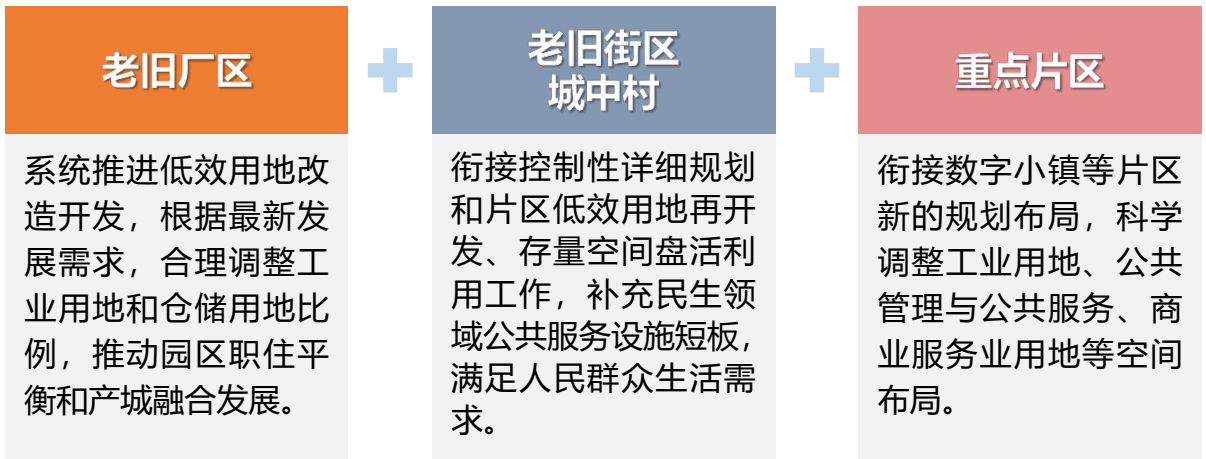 老旧厂区
系统推进低效用地改
造开发，根据最新发
展需求，合理调整工
业用地和仓储用地比
例，推动园区职住平
衡和产城融合发展。
老旧街区
城中村
衔接控制性详细规划
和片区低效用地再开
发、存量空间盘活利
用工作，补充民生领
域公共服务设施短板，
满足人民群众生活需
求。
重点片区
衔接数字小镇等片区
新的规划布局，科学
调整工业用地、公共
管理与公共服务、商
业服务业用地等空间
布局。